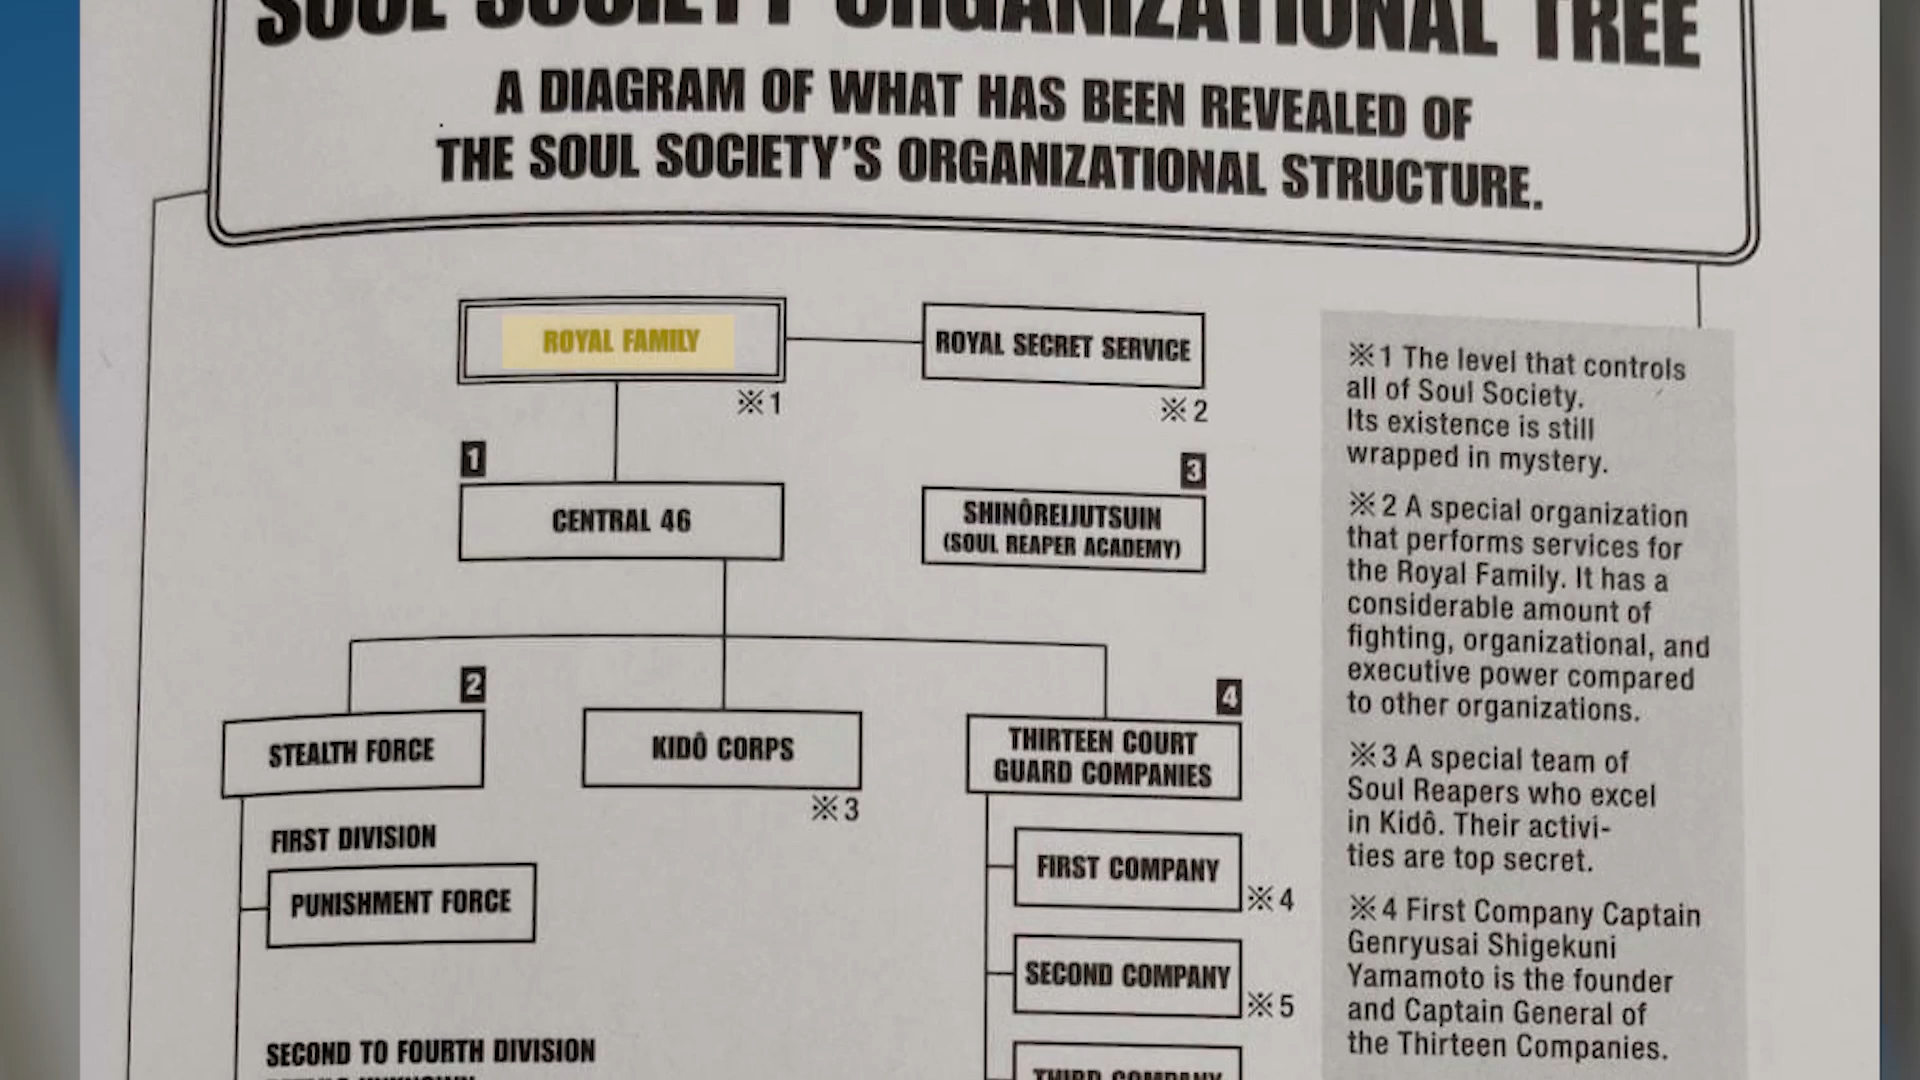 SOUL SOCIETY ORGANIZATIONAL TREE
A DIAGRAM OF WHAT HAS BEEN REVEALED OF
THE SOUL SOCIETY'S ORGANIZATIONAL STRUCTURE.
ROYAL FAMILY
※1
ROYAL SECRET SERVICE
※2
1
CENTRAL 46
3
SHINÔREIJUTSUIN
(SOUL REAPER ACADEMY)
2
STEALTH FORCE
KIDÔ CORPS
※3
4
THIRTEEN COURT
GUARD COMPANIES
FIRST DIVISION
PUNISHMENT FORCE
SECOND TO FOURTH DIVISION
FIRST COMPANY
※4
SECOND COMPANY
※5
THIRD COMPANY
※1 The level that controls
all of Soul Society.
Its existence is still
wrapped in mystery.
※2 A special organization
that performs services for
the Royal Family. It has a
considerable amount of
fighting, organizational, and
executive power compared
to other organizations.
※3 A special team of
Soul Reapers who excel
in Kidô. Their activi-
ties are top secret.
※4 First Company Captain
Genryusai Shigekuni
Yamamoto is the founder
and Captain General of
the Thirteen Companies.